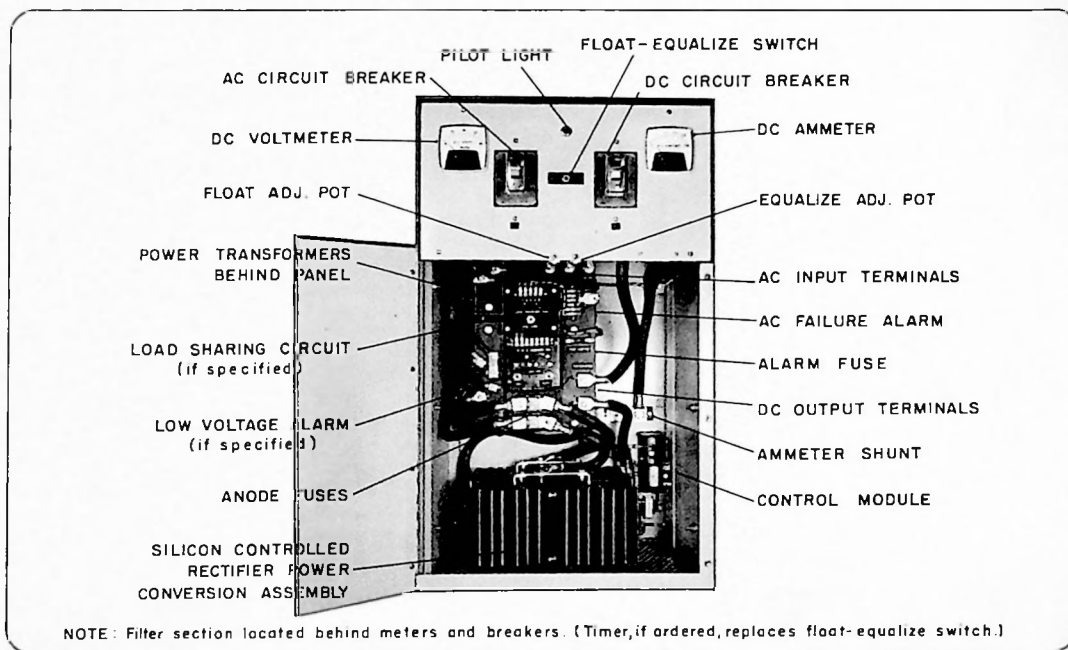 PILOT LIGHT
FLOAT-EQUALIZE SWITCH
AC CIRCUIT BREAKER
DC CIRCUIT BREAKER
DC VOLTMETER
DC AMMETER
FLOAT ADJ. POT
EQUALIZE ADJ. POT
POWER TRANSFORMERS
BEHIND PANEL
AC INPUT TERMINALS
AC FAILURE ALARM
LOAD SHARING CIRCUIT
(if specified)
ALARM FUSE
DC OUTPUT TERMINALS
LOW VOLTAGE ALARM
(if specified)
AMMETER SHUNT
ANODE FUSES
CONTROL MODULE
SILICON CONTROLLED
RECTIFIER POWER
CONVERSION ASSEMBLY
NOTE: Filter section located behind meters and breakers. (Timer, if ordered, replaces float-equalize switch.)